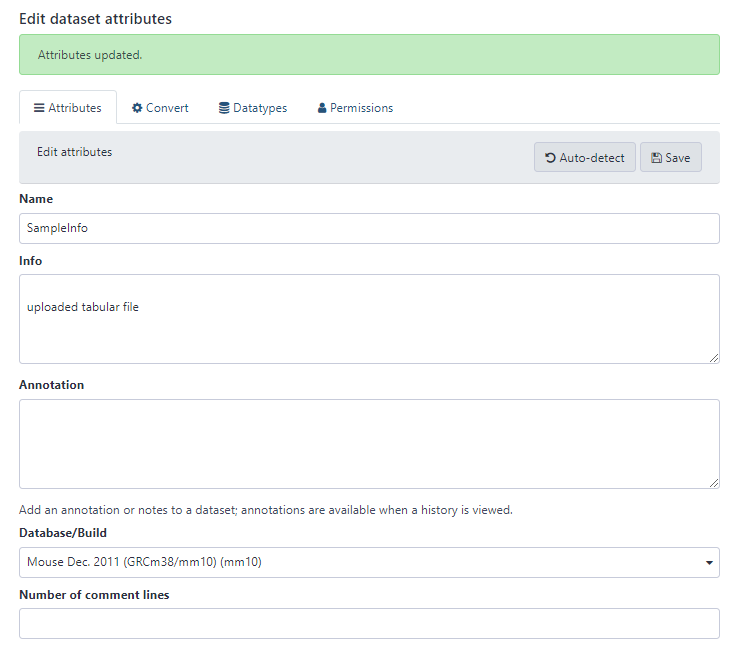 Edit dataset attributes
Attributes updated.
Attributes Convert Datatypes Permissions
Edit attributes Auto-detect Save
Name
SampleInfo
Info
uploaded tabular file
Annotation
Add an annotation or notes to a dataset; annotations are available when a history is viewed.
Database/Build
Mouse Dec. 2011 (GRCm38/mm10) (mm10)
Number of comment lines